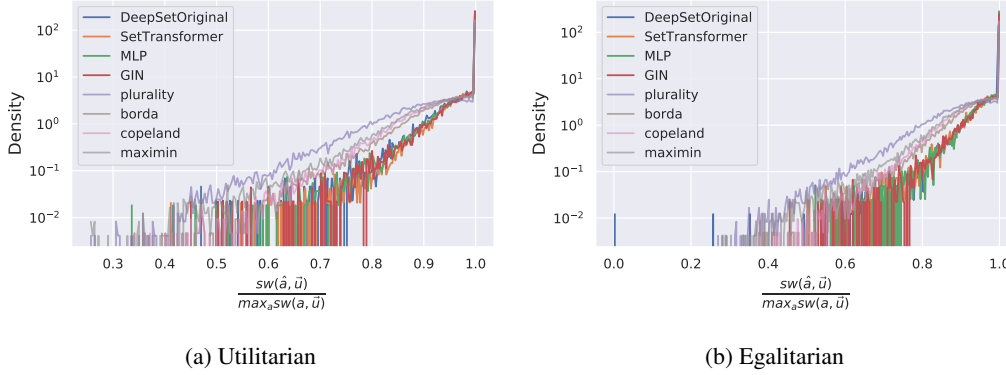 DeepSetOriginal
SetTransformer
MLP
GIN
plurality
borda
copeland
maximin
Density
10^2
10^1
10^0
10^-1
10^-2
0.3 0.4 0.5 0.6 0.7 0.8 0.9 1.0
sw(â, u⃗)
max_a sw(a, u⃗)
(a) Utilitarian
DeepSetOriginal
SetTransformer
MLP
GIN
plurality
borda
copeland
maximin
Density
10^2
10^1
10^0
10^-1
10^-2
0.0 0.2 0.4 0.6 0.8 1.0
sw(â, u⃗)
max_a sw(a, u⃗)
(b) Egalitarian